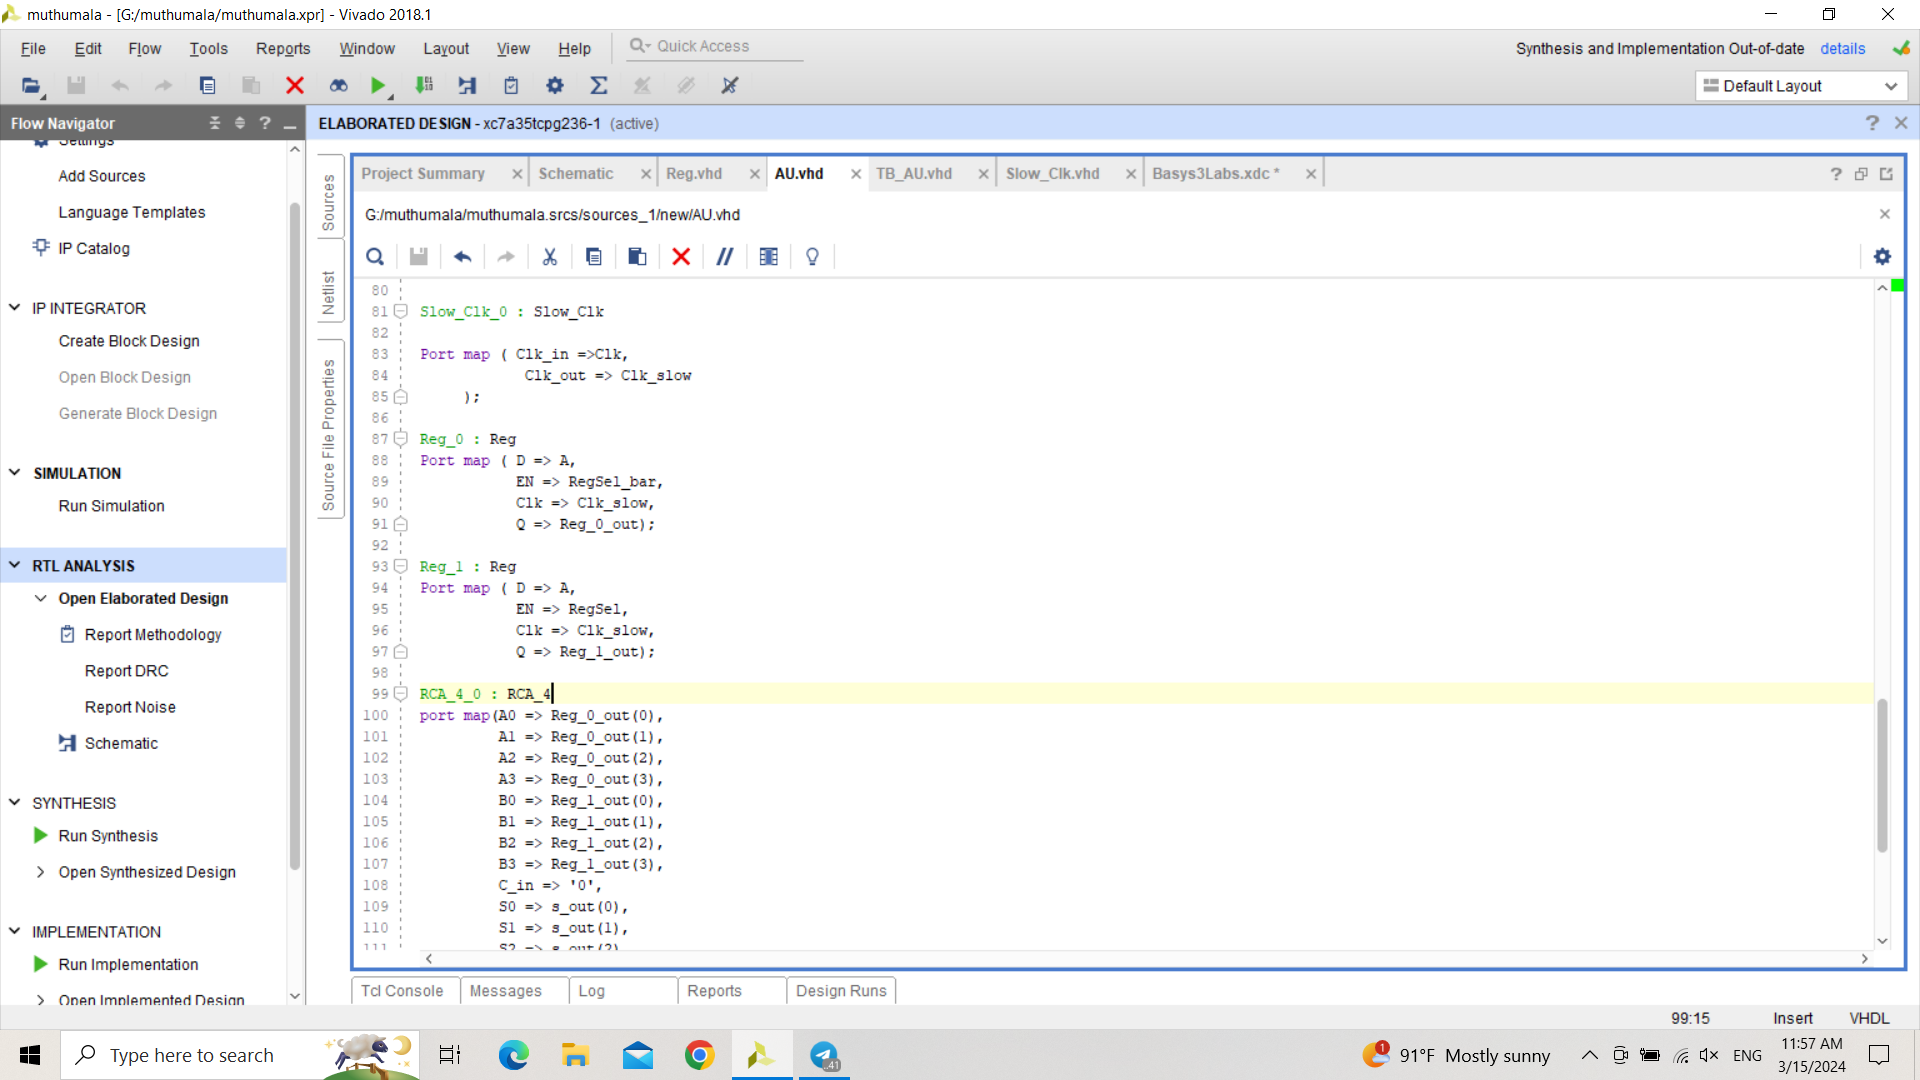 muthumala - [G:/muthumala/muthumala.xpr] - Vivado 2018.1
File Edit Flow Tools Reports Window Layout View Help Quick Access
Synthesis and Implementation Out-of-date details
Default Layout
Flow Navigator
ELABORATED DESIGN - xc7a35tcpg236-1 (active)
Settings
Add Sources
Language Templates
IP Catalog
IP INTEGRATOR
Create Block Design
Open Block Design
Generate Block Design
SIMULATION
Run Simulation
RTL ANALYSIS
Open Elaborated Design
Report Methodology
Report DRC
Report Noise
Schematic
SYNTHESIS
Run Synthesis
Open Synthesized Design
IMPLEMENTATION
Run Implementation
Open Implemented Design
Sources
Netlist
Source File Properties
Project Summary Schematic Reg.vhd AU.vhd TB_AU.vhd Slow_Clk.vhd Basys3Labs.xdc *
G:/muthumala/muthumala.srcs/sources_1/new/AU.vhd
80
81 Slow_Clk_0 : Slow_Clk
82
83 Port map ( Clk_in =>Clk,
84 Clk_out => Clk_slow
85 );
86
87 Reg_0 : Reg
88 Port map ( D => A,
89 EN => RegSel_bar,
90 Clk => Clk_slow,
91 Q => Reg_0_out);
92
93 Reg_1 : Reg
94 Port map ( D => A,
95 EN => RegSel,
96 Clk => Clk_slow,
97 Q => Reg_1_out);
98
99 RCA_4_0 : RCA_4
100 port map(A0 => Reg_0_out(0),
101 A1 => Reg_0_out(1),
102 A2 => Reg_0_out(2),
103 A3 => Reg_0_out(3),
104 B0 => Reg_1_out(0),
105 B1 => Reg_1_out(1),
106 B2 => Reg_1_out(2),
107 B3 => Reg_1_out(3),
108 C_in => '0',
109 S0 => s_out(0),
110 S1 => s_out(1),
111 S2 => s_out(2),
Tcl Console Messages Log Reports Design Runs
99:15 Insert VHDL
Type here to search
41
1
91°F Mostly sunny
ENG
11:57 AM
3/15/2024